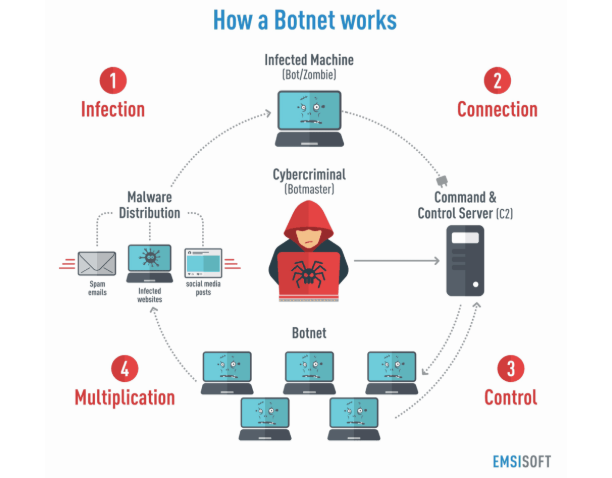 How a Botnet works
Infected Machine
(Bot/Zombie)
1
Infection
2
Connection
Cybercriminal
(Botmaster)
Malware
Distribution
Command &
Control Server (C2)
Spam
emails
Infected
websites
social media
posts
Botnet
4
Multiplication
3
Control
EMSISOFT